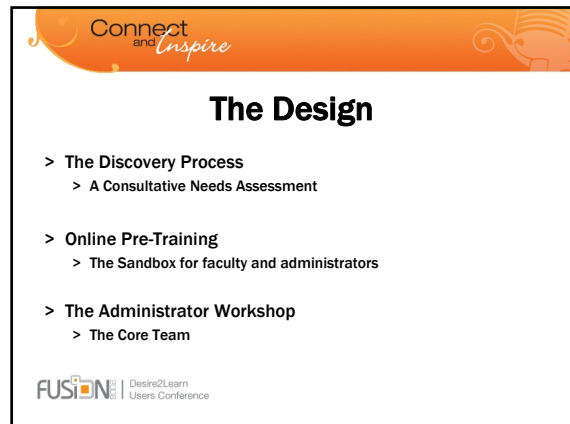 Connect
and Inspire
The Design
> The Discovery Process
> A Consultative Needs Assessment
> Online Pre-Training
> The Sandbox for faculty and administrators
> The Administrator Workshop
> The Core Team
FUSION 2008 | Desire2Learn
Users Conference